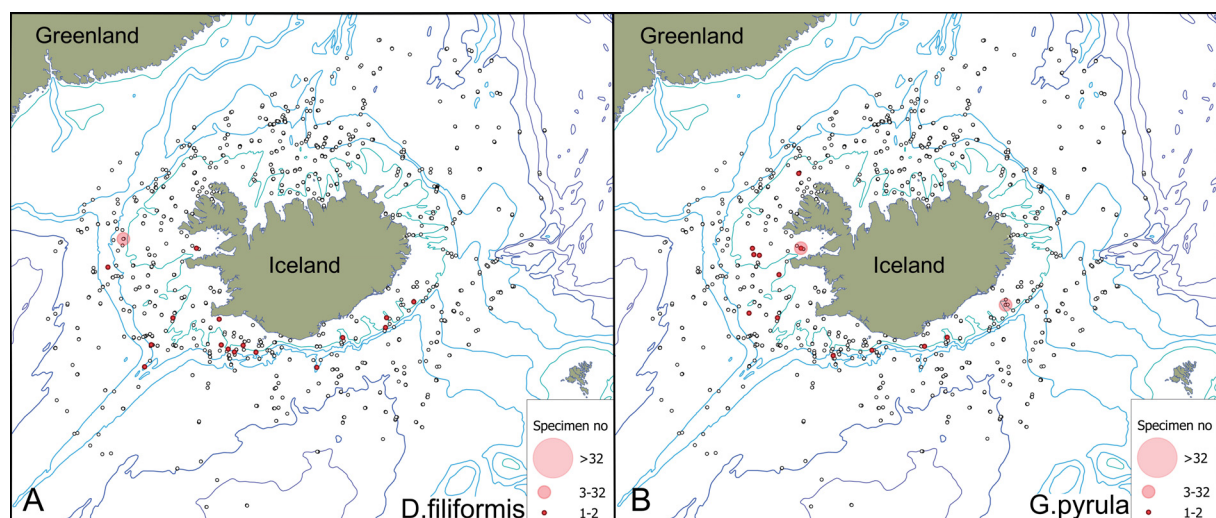 Greenland
Iceland
Specimen no
>32
3-32
1-2
A
D.filiformis
Greenland
Iceland
Specimen no
>32
3-32
1-2
B
G.pyrula